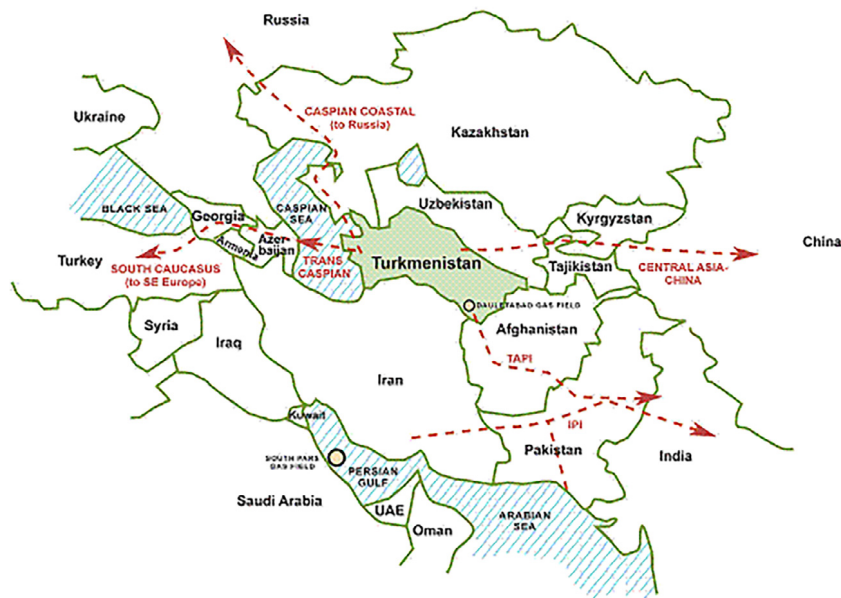 Russia
CASPIAN COASTAL
(to Russia)
Ukraine
Kazakhstan
BLACK SEA
Georgia
CASPIAN
SEA
Uzbekistan
Kyrgyzstan
Armenia
Azer
baijan
China
Turkey
SOUTH CAUCASUS
(to SE Europe)
TRANS
CASPIAN
Turkmenistan
Tajikistan
CENTRAL ASIA-
CHINA
DAULETABAD GAS FIELD
Syria
Iraq
Afghanistan
TAPI
Iran
Kuwait
IPI
SOUTH PARS
GAS FIELD
PERSIAN
GULF
Pakistan
India
Saudi Arabia
UAE
Oman
ARABIAN
SEA